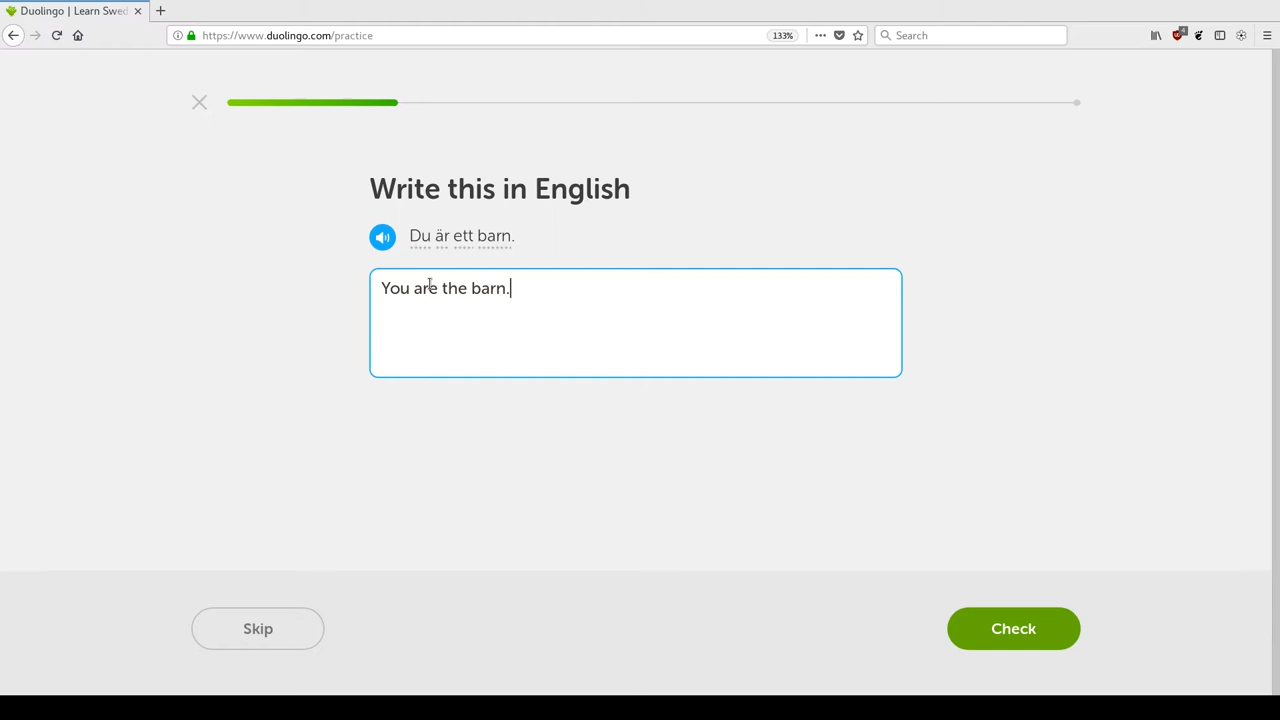 Duolingo | Learn Swed
https://www.duolingo.com/practice
133%
Search
4
Write this in English
Du är ett barn.
You are the barn.
Skip
Check